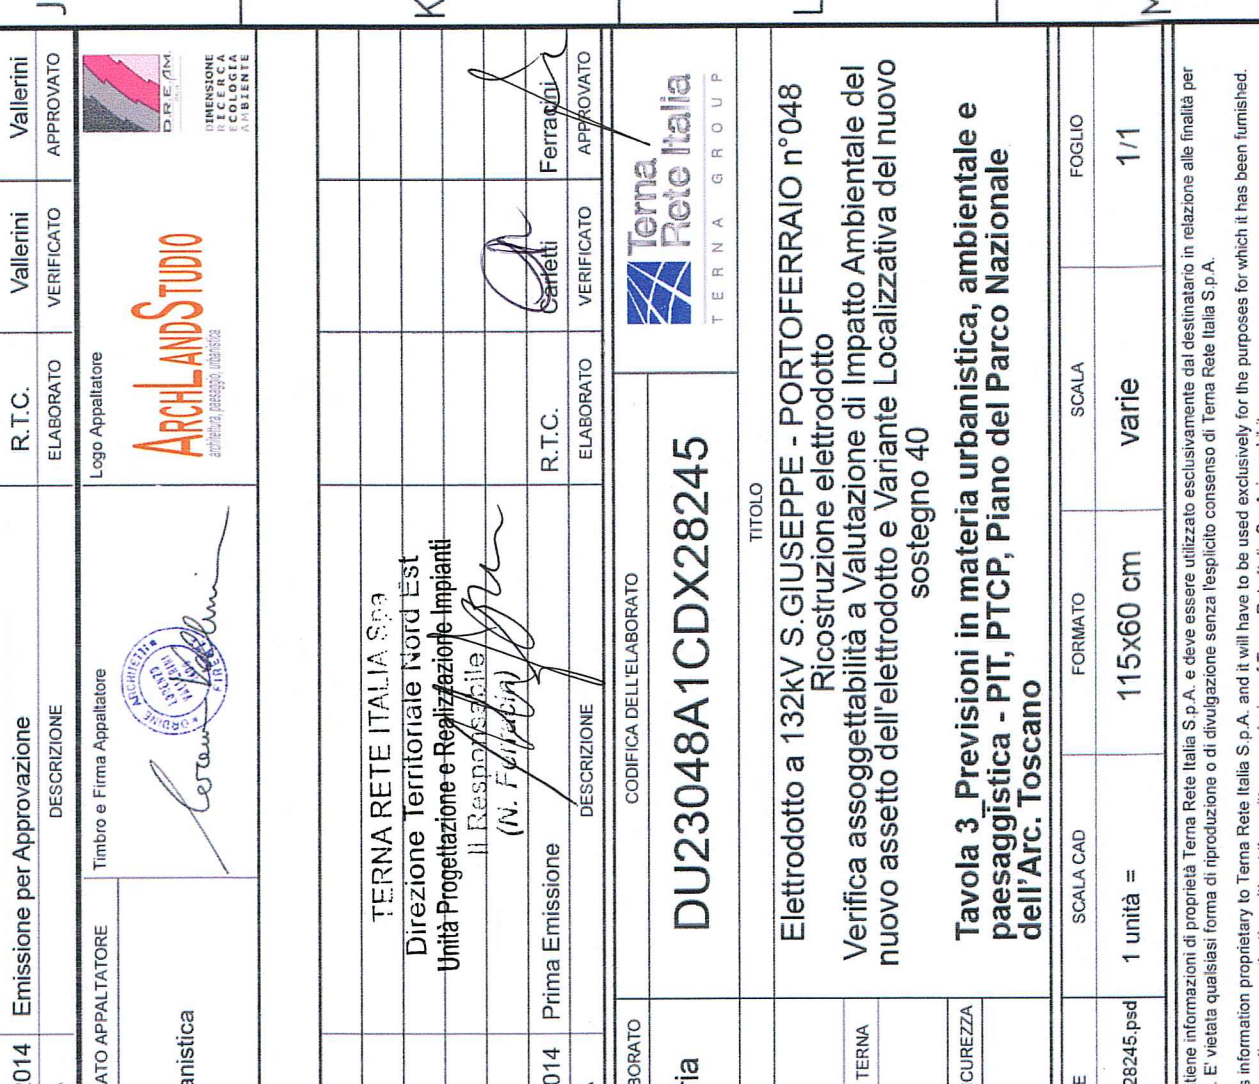 J
K
L
M
2014
Emissione per Approvazione
R.T.C.
Vallerini
Vallerini
DESCRIZIONE
ELABORATO
VERIFICATO
APPROVATO
ATO APPALTATORE
Timbro e Firma Appaltatore
Logo Appaltatore
anistica
ORDINE ARCHITETTI
LORENZO
VALLERINI
ARCHLANDSTUDIO
architettura, paesaggio, urbanistica
D.R.E.AM.
DIMENSIONE
RICERCA
ECOLOGIA
AMBIENTE
TERNA RETE ITALIA Spa
Direzione Territoriale Nord Est
Unità Progettazione e Realizzazione Impianti
Il Responsabile
(N. Ferracin)
014
Prima Emissione
R.T.C.
Carletti
Ferracini
DESCRIZIONE
ELABORATO
VERIFICATO
APPROVATO
BORATO
CODIFICA DELL'ELABORATO
ria
DU23048A1CDX28245
Terna
Rete Italia
TERNA GROUP
TITOLO
Elettrodotto a 132kV S.GIUSEPPE - PORTOFERRAIO n°048
Ricostruzione elettrodotto
Verifica assoggettabilità a Valutazione di Impatto Ambientale del
nuovo assetto dell'elettrodotto e Variante Localizzativa del nuovo
sostegno 40
TERNA
CUREZZA
Tavola 3_Previsioni in materia urbanistica, ambientale e
paesaggistica - PIT, PTCP, Piano del Parco Nazionale
dell'Arc. Toscano
E
SCALA CAD
FORMATO
SCALA
FOGLIO
28245.psd
1 unità =
115x60 cm
varie
1/1
tiene informazioni di proprietà Terna Rete Italia S.p.A. e deve essere utilizzato esclusivamente dal destinatario in relazione alle finalità per
E' vietata qualsiasi forma di riproduzione o di divulgazione senza l'esplicito consenso di Terna Rete Italia S.p.A.
information proprietary to Terna Rete Italia S.p.A. and it will have to be used exclusively for the purposes for which it has been furnished.